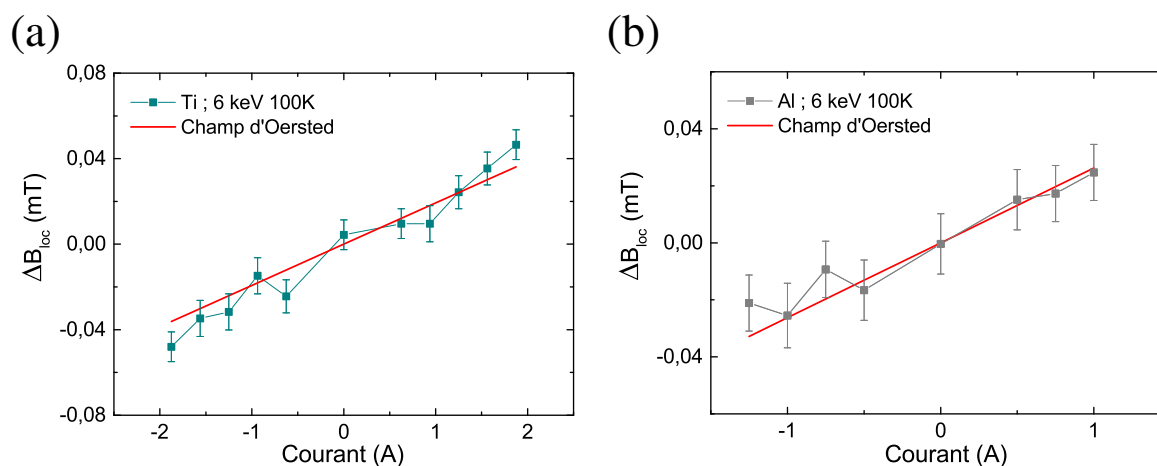 (a)
0,08
0,04
0,00
-0,04
-0,08
ΔB_loc (mT)
Ti ; 6 keV 100K
Champ d'Oersted
-2
-1
0
1
2
Courant (A)
(b)
0,04
0,00
-0,04
ΔB_loc (mT)
Al ; 6 keV 100K
Champ d'Oersted
-1
0
1
Courant (A)